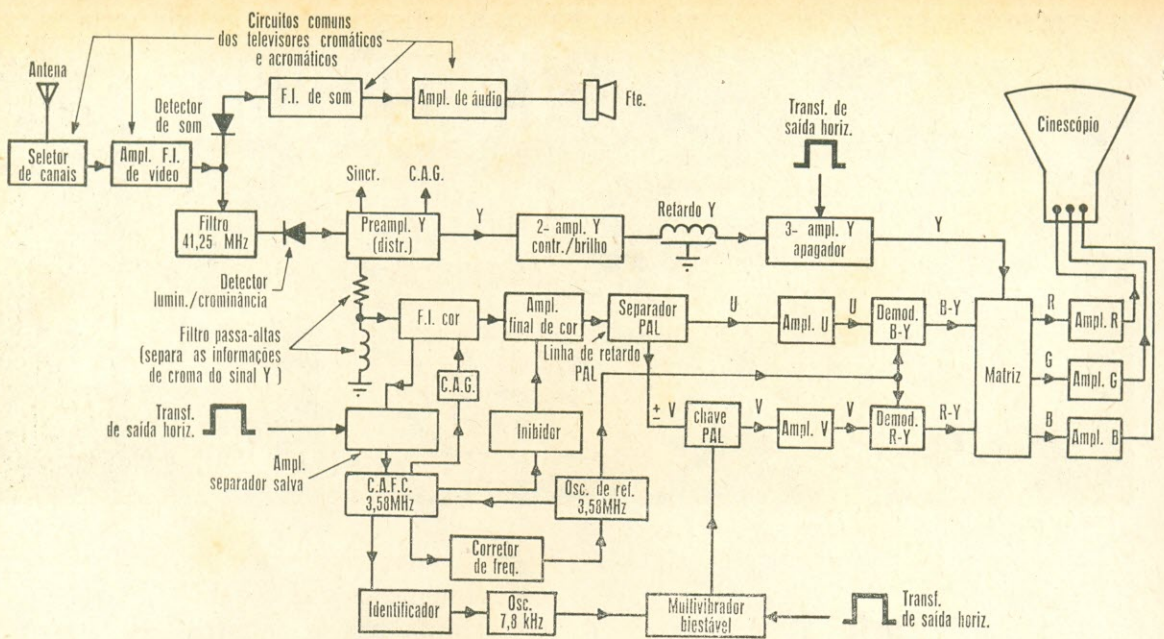 Circuitos comuns
dos televisores cromáticos
e acromáticos
Antena
Detector
de som
F.I. de som
Ampl. de áudio
Fte.
Seletor
de canais
Ampl. F.I.
de video
Transf. de
saída horiz.
Cinescópio
Filtro
41,25 MHz
Sincr.
C.A.G.
Preampl. Y
(distr.)
Y
2- ampl. Y
contr./brilho
Retardo Y
3- ampl. Y
apagador
Y
Detector
lumin./crominância
Filtro passa-altas
(separa as informações
de croma do sinal Y)
F.I. cor
Ampl.
final de cor
Separador
PAL
U
Ampl. U
U
Demod.
B-Y
B-Y
Linha de retardo
PAL
Matriz
R
Ampl. R
G
Ampl. G
B
Ampl. B
C.A.G.
Transf.
de saída horiz.
Ampl.
separador salva
Inibidor
± V
chave
PAL
V
Ampl. V
V
Demod.
R-Y
R-Y
C.A.F.C.
3,58MHz
Osc. de ref.
3,58MHz
Corretor
de freq.
Identificador
Osc.
7,8 kHz
Multivibrador
biestável
Transf.
de saída horiz.